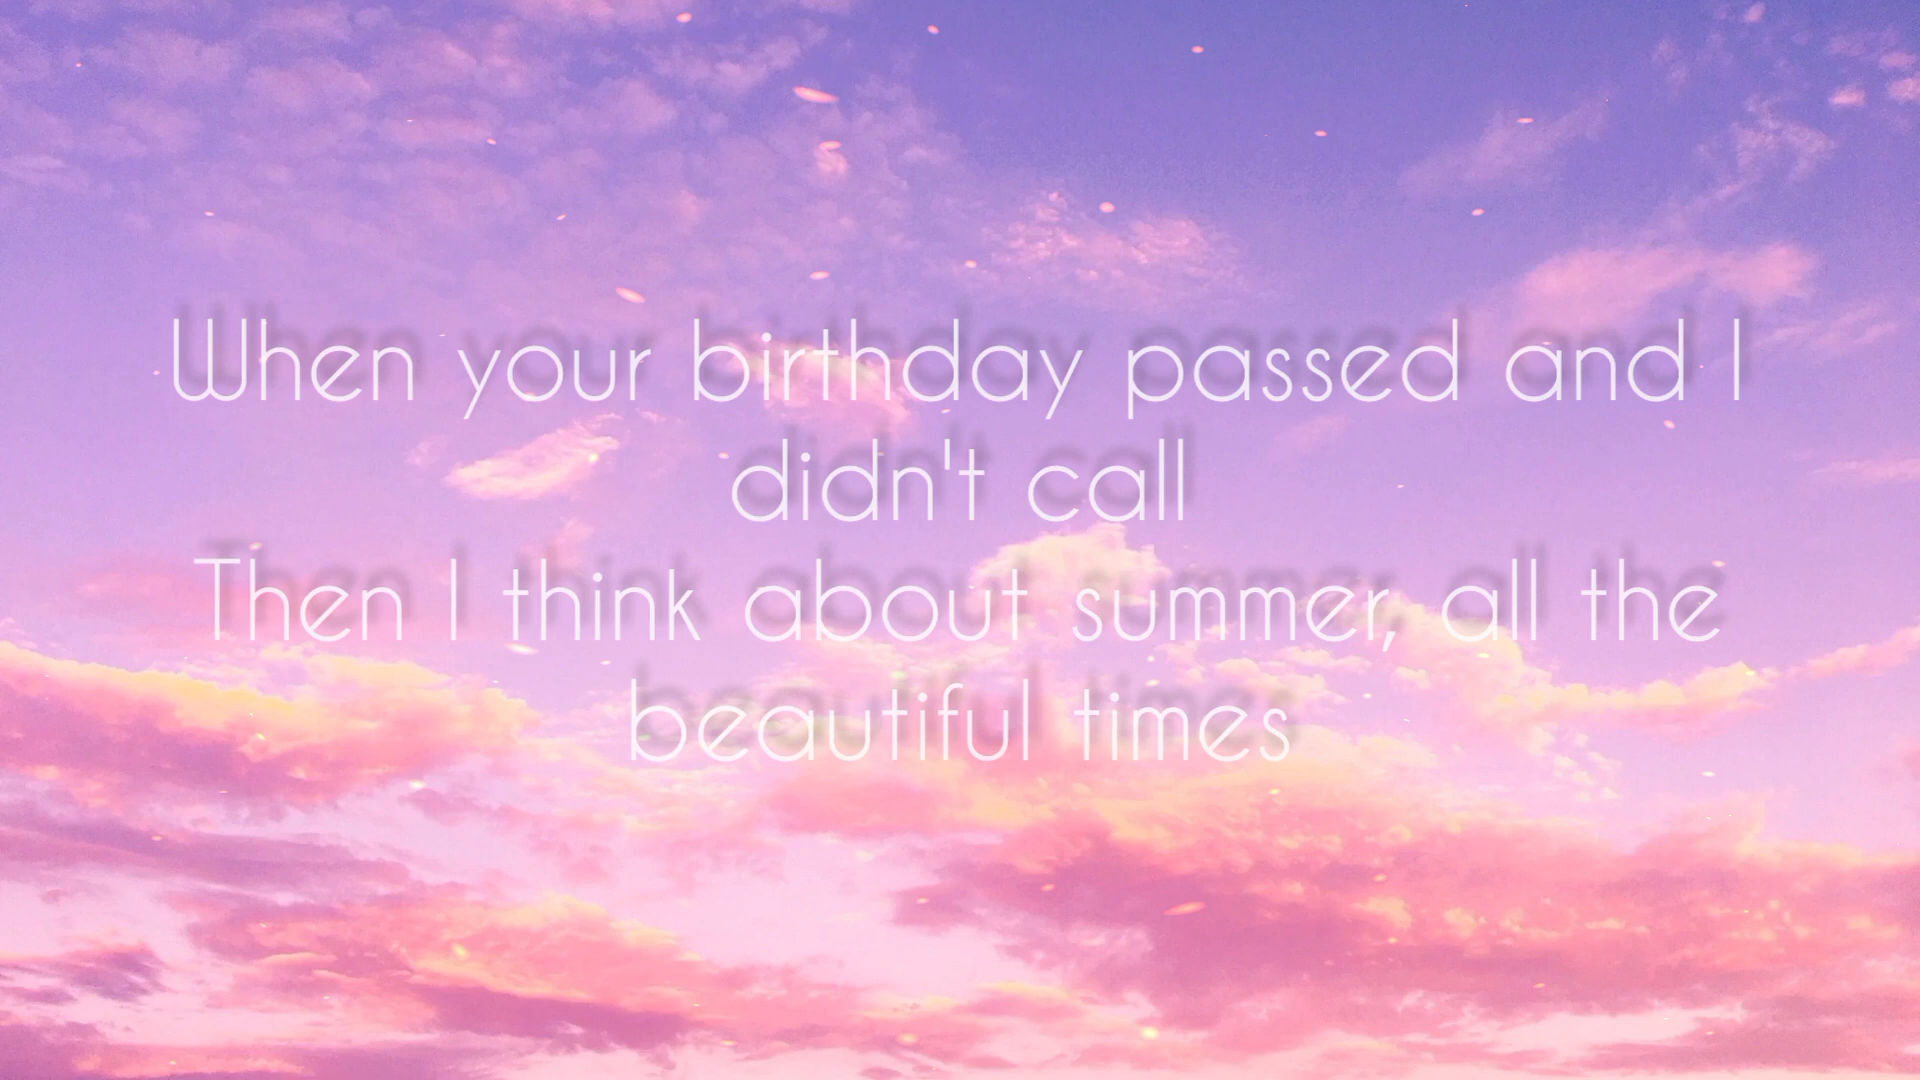 When your birthday passed and I
didn't call
Then I think about summer, all the
beautiful times